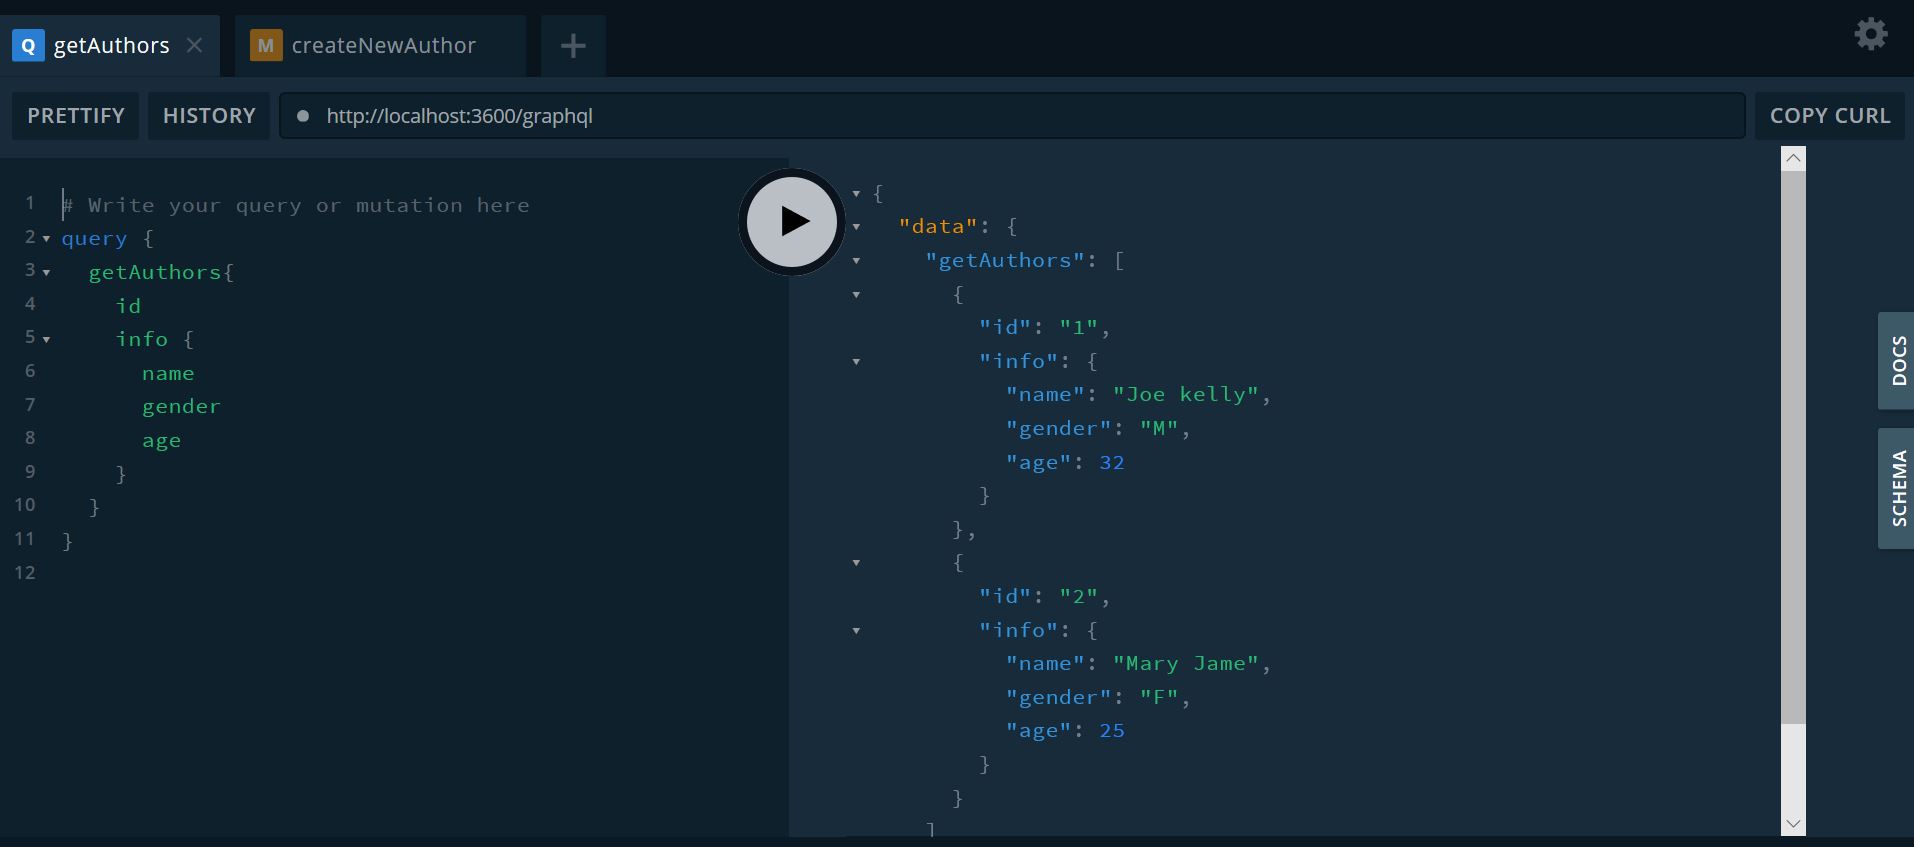 Q getAuthors M createNewAuthor
PRETTIFY HISTORY http://localhost:3600/graphql COPY CURL
1 # Write your query or mutation here
2 query {
3 getAuthors{
4 id
5 info {
6 name
7 gender
8 age
9 }
10 }
11 }
12
{
"data": {
"getAuthors": [
{
"id": "1",
"info": {
"name": "Joe kelly",
"gender": "M",
"age": 32
}
},
{
"id": "2",
"info": {
"name": "Mary Jame",
"gender": "F",
"age": 25
}
}
]
DOCS
SCHEMA